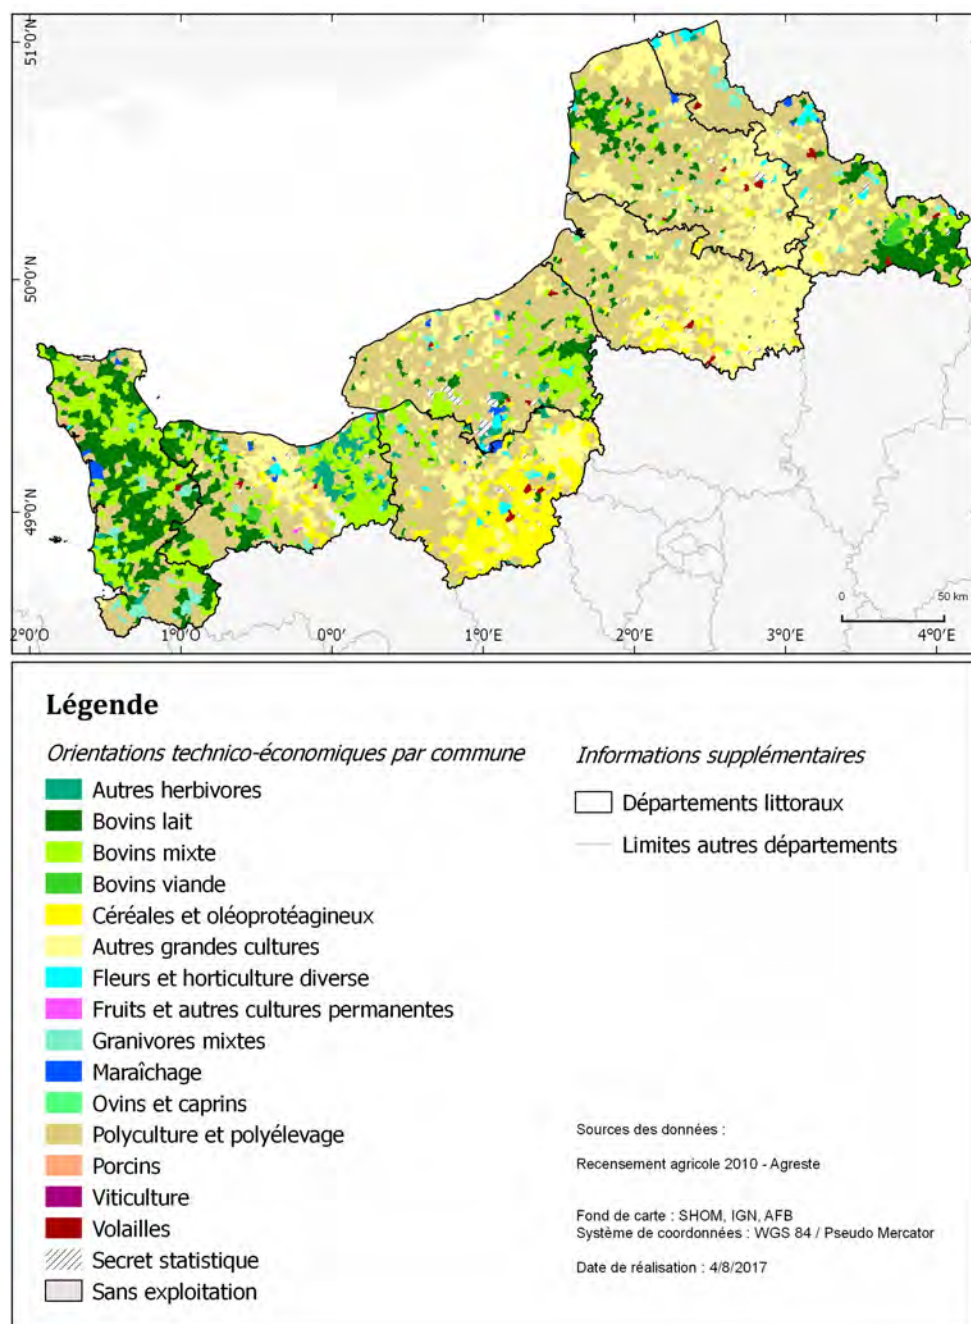 51°0'N
50°0'N
49°0'N
0
50 km
2°0'O
1°0'O
0°0'
1°0'E
2°0'E
3°0'E
4°0'E
Légende
Orientations technico-économiques par commune
Autres herbivores
Bovins lait
Bovins mixte
Bovins viande
Céréales et oléoprotéagineux
Autres grandes cultures
Fleurs et horticulture diverse
Fruits et autres cultures permanentes
Granivores mixtes
Maraîchage
Ovins et caprins
Polyculture et polyélevage
Porcins
Viticulture
Volailles
Secret statistique
Sans exploitation
Informations supplémentaires
Départements littoraux
Limites autres départements
Sources des données :
Recensement agricole 2010 - Agreste
Fond de carte : SHOM, IGN, AFB
Système de coordonnées : WGS 84 / Pseudo Mercator
Date de réalisation : 4/8/2017